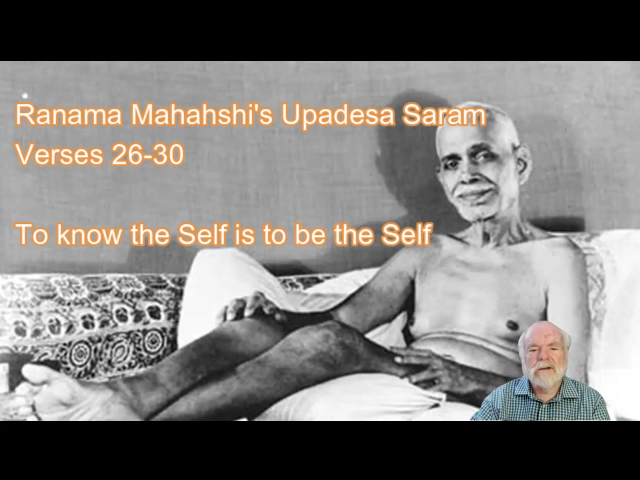 Ranama Mahahshi's Upadesa Saram
Verses 26-30
To know the Self is to be the Self